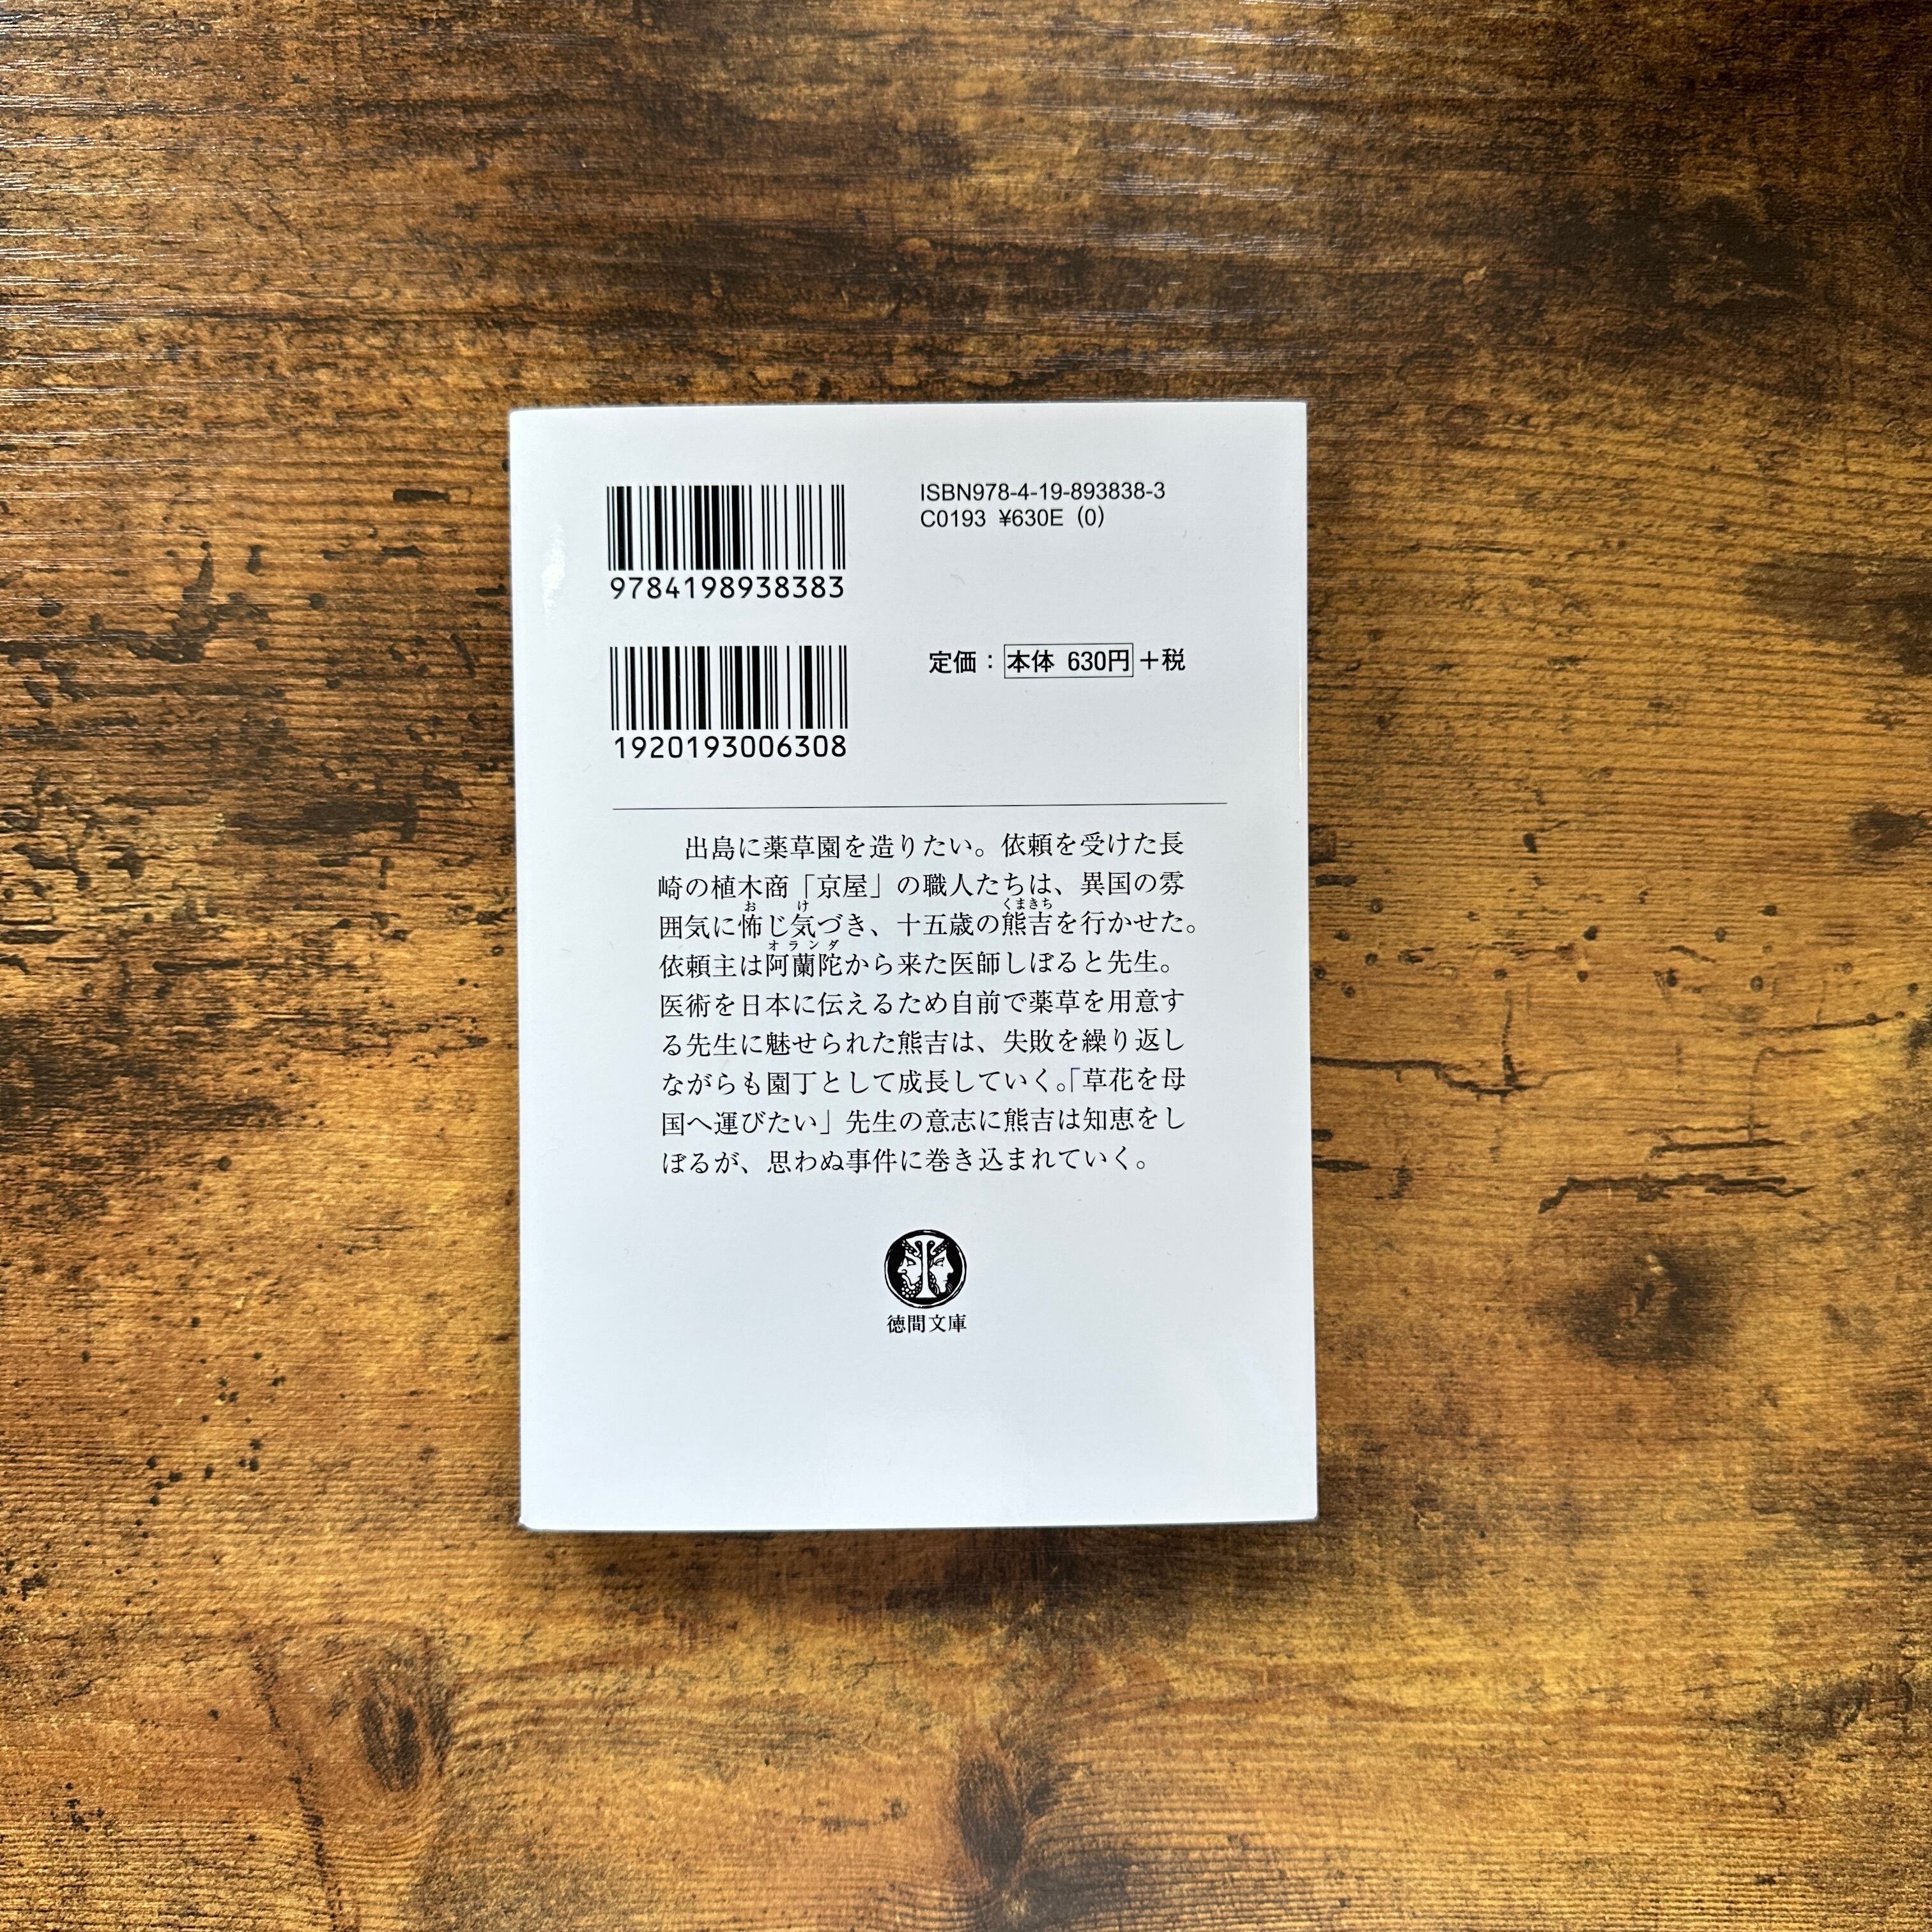 ISBN978-4-19-893838-3
C0193 ¥630E (0)
9784198938383
定価：本体 630円＋税
1920193006308
出島に薬草園を造りたい。依頼を受けた長
崎の植木商「京屋」の職人たちは、異国の雰
囲気に怖じ気づき、十五歳の熊吉を行かせた。
依頼主は阿蘭陀から来た医師しぼると先生。
医術を日本に伝えるため自前で薬草を用意す
る先生に魅せられた熊吉は、失敗を繰り返し
ながらも園丁として成長していく。「草花を母
国へ運びたい」先生の意志に熊吉は知恵をし
ぼるが、思わぬ事件に巻き込まれていく。
徳間文庫